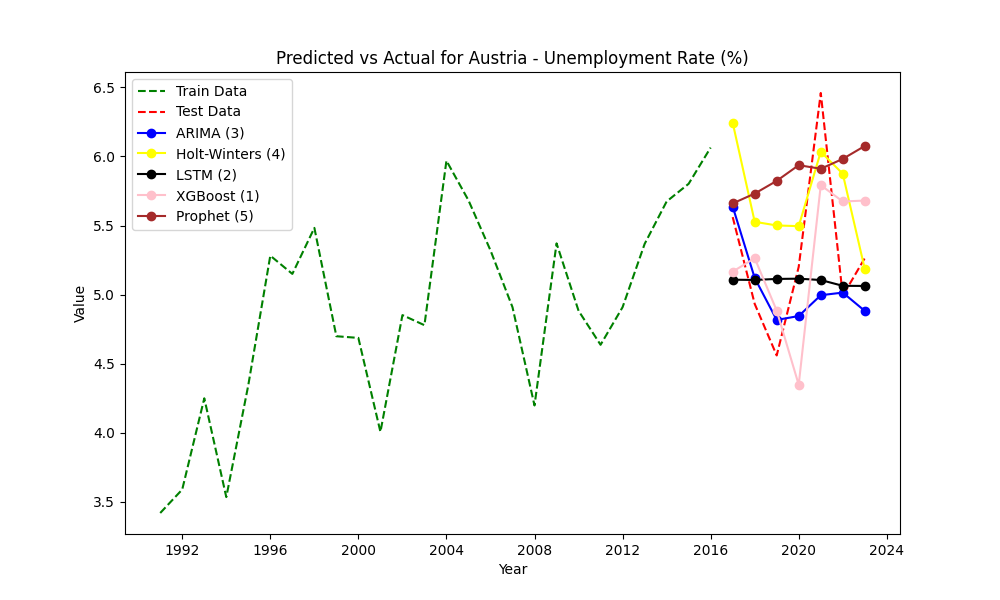 Predicted vs Actual for Austria - Unemployment Rate (%)
Train Data
Test Data
ARIMA (3)
Holt-Winters (4)
LSTM (2)
XGBoost (1)
Prophet (5)
Value
6.5
6.0
5.5
5.0
4.5
4.0
3.5
1992 1996 2000 2004 2008 2012 2016 2020 2024
Year